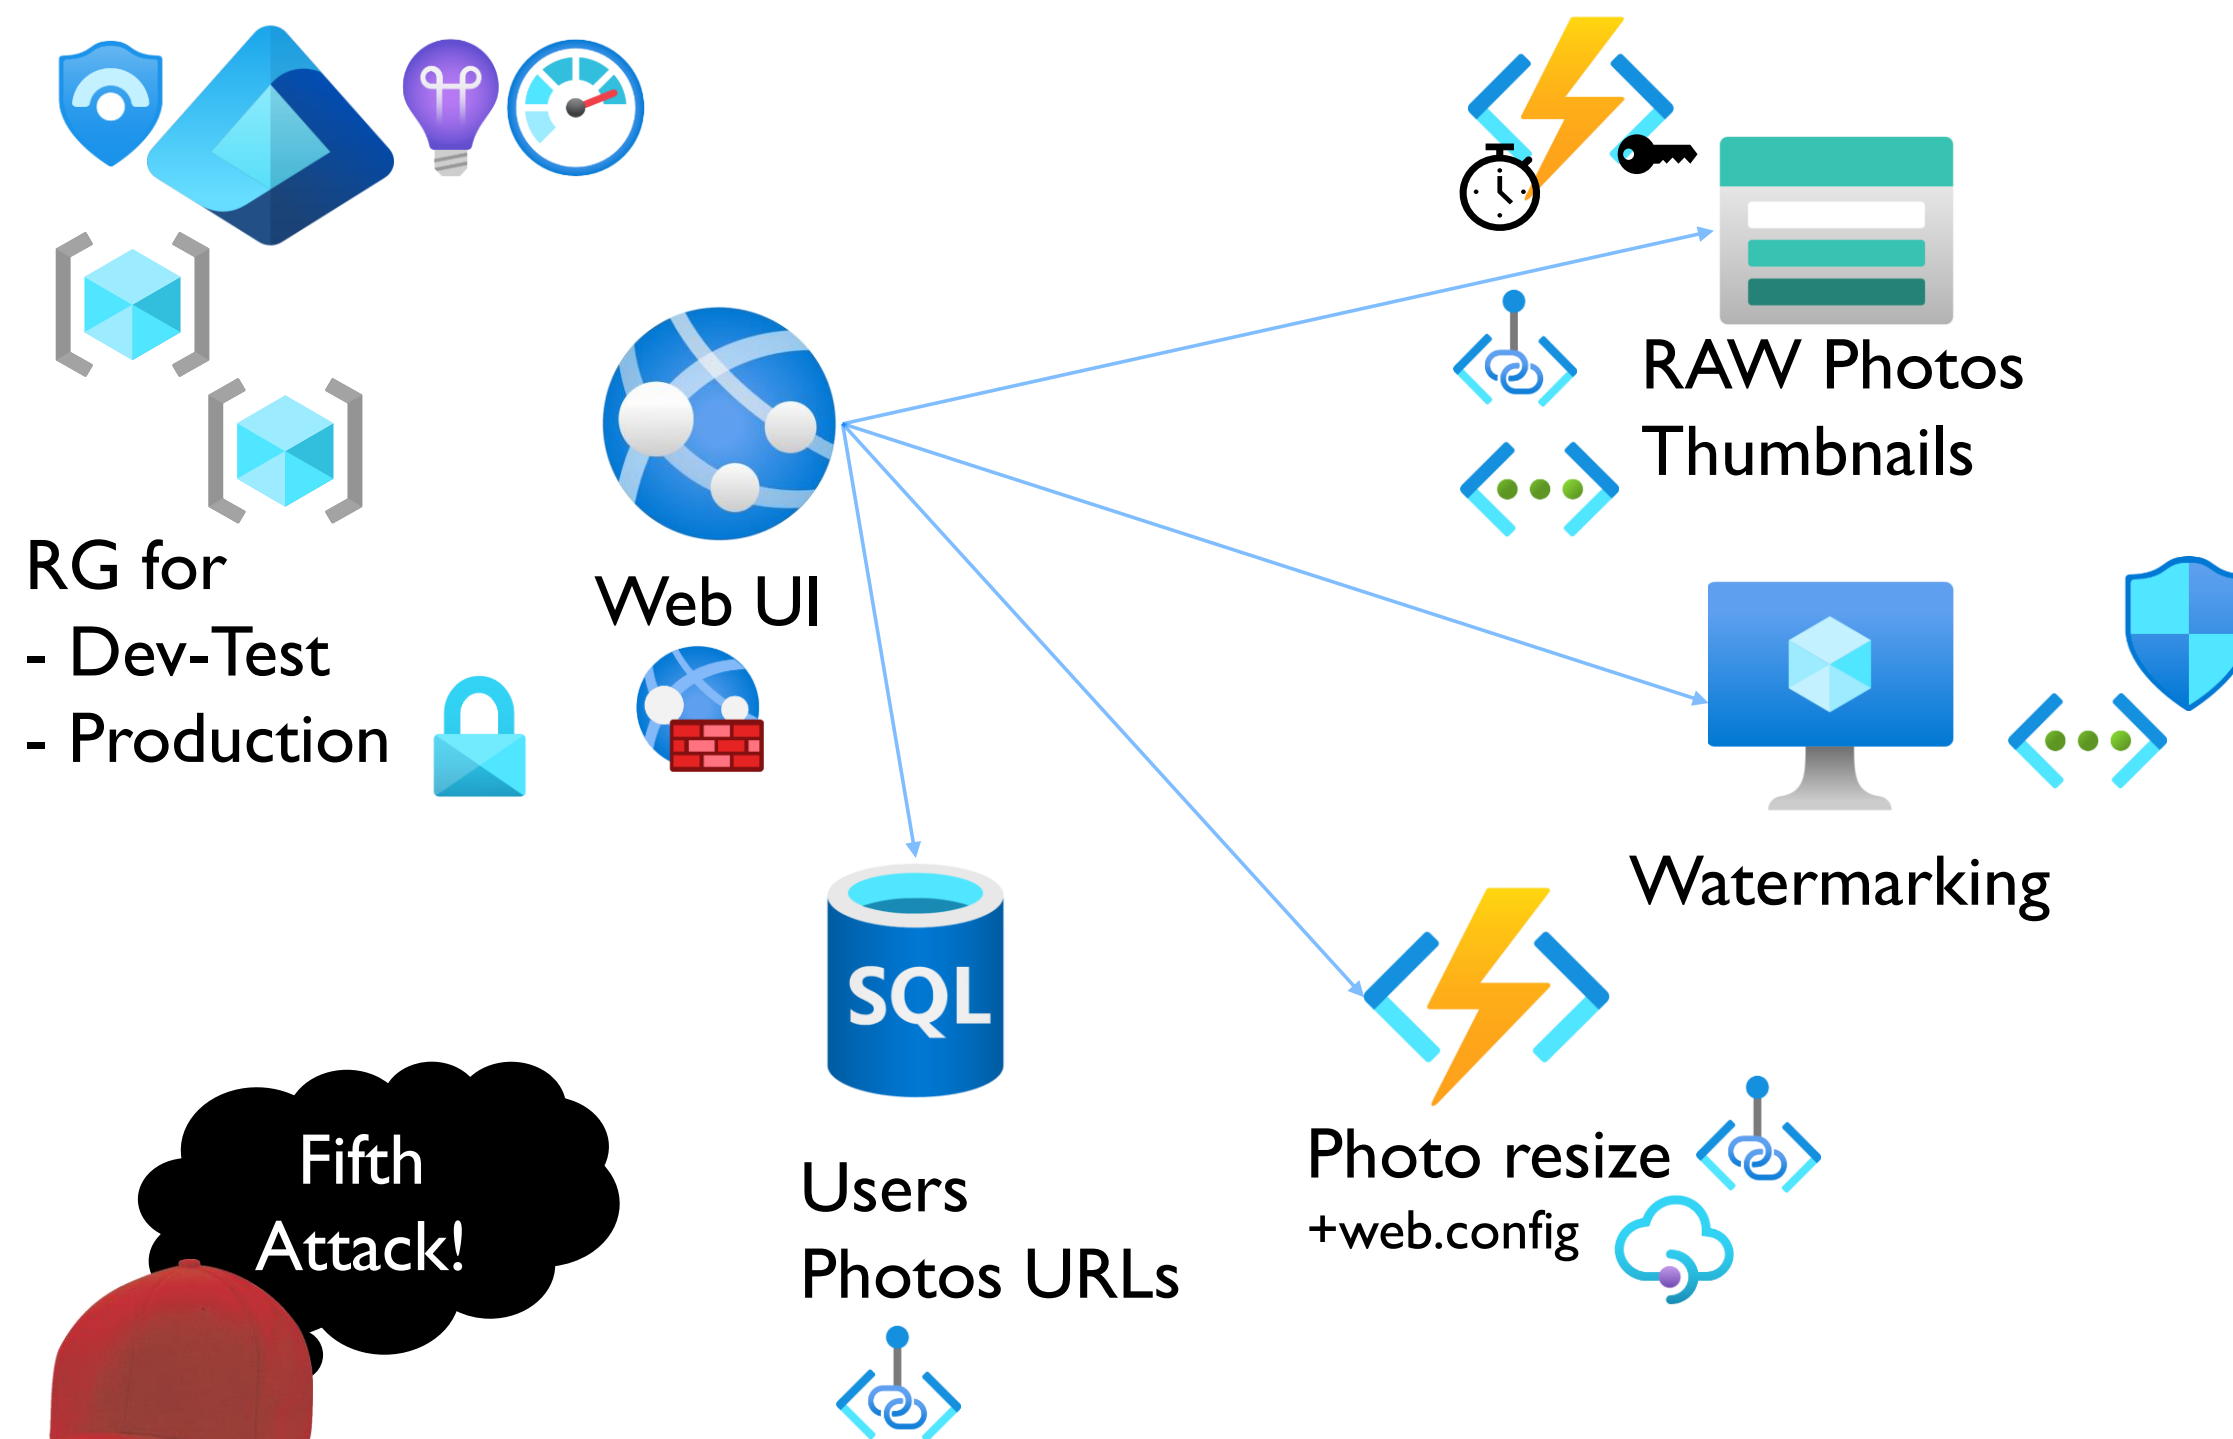 RAW Photos
Thumbnails
RG for
- Dev-Test
- Production
Web UI
Watermarking
SQL
Fifth
Attack!
Users
Photos URLs
Photo resize
+web.config